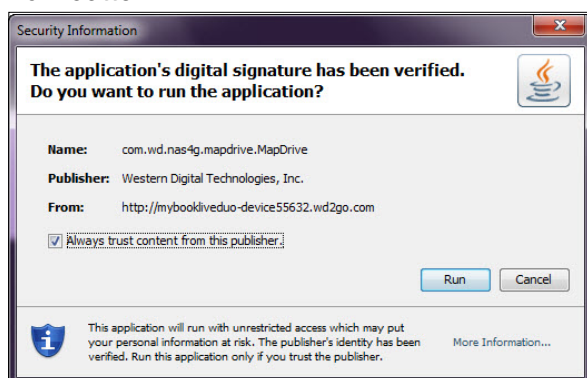 Security Information
The application's digital signature has been verified.
Do you want to run the application?
Name: com.wd.nas4g.mapdrive.MapDrive
Publisher: Western Digital Technologies, Inc.
From: http://mybookliveduo-device55632.wd2go.com
Always trust content from this publisher.
Run Cancel
This application will run with unrestricted access which may put
your personal information at risk. The publisher's identity has been
verified. Run this application only if you trust the publisher.
More Information...